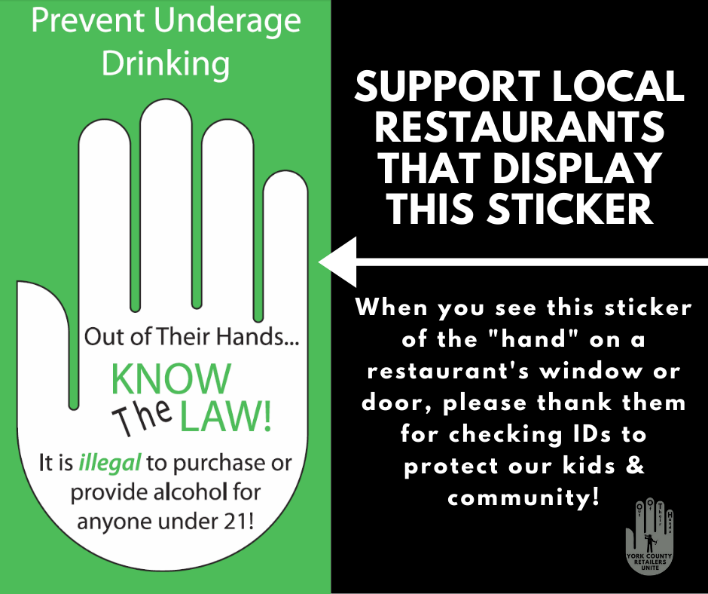 Prevent Underage
Drinking
Out of Their Hands...
KNOW
The LAW!
It is illegal to purchase or
provide alcohol for
anyone under 21!
SUPPORT LOCAL
RESTAURANTS
THAT DISPLAY
THIS STICKER
When you see this sticker
of the "hand" on a
restaurant's window or
door, please thank them
for checking IDs to
protect our kids &
community!
YORK COUNTY
RETAILERS
UNITE